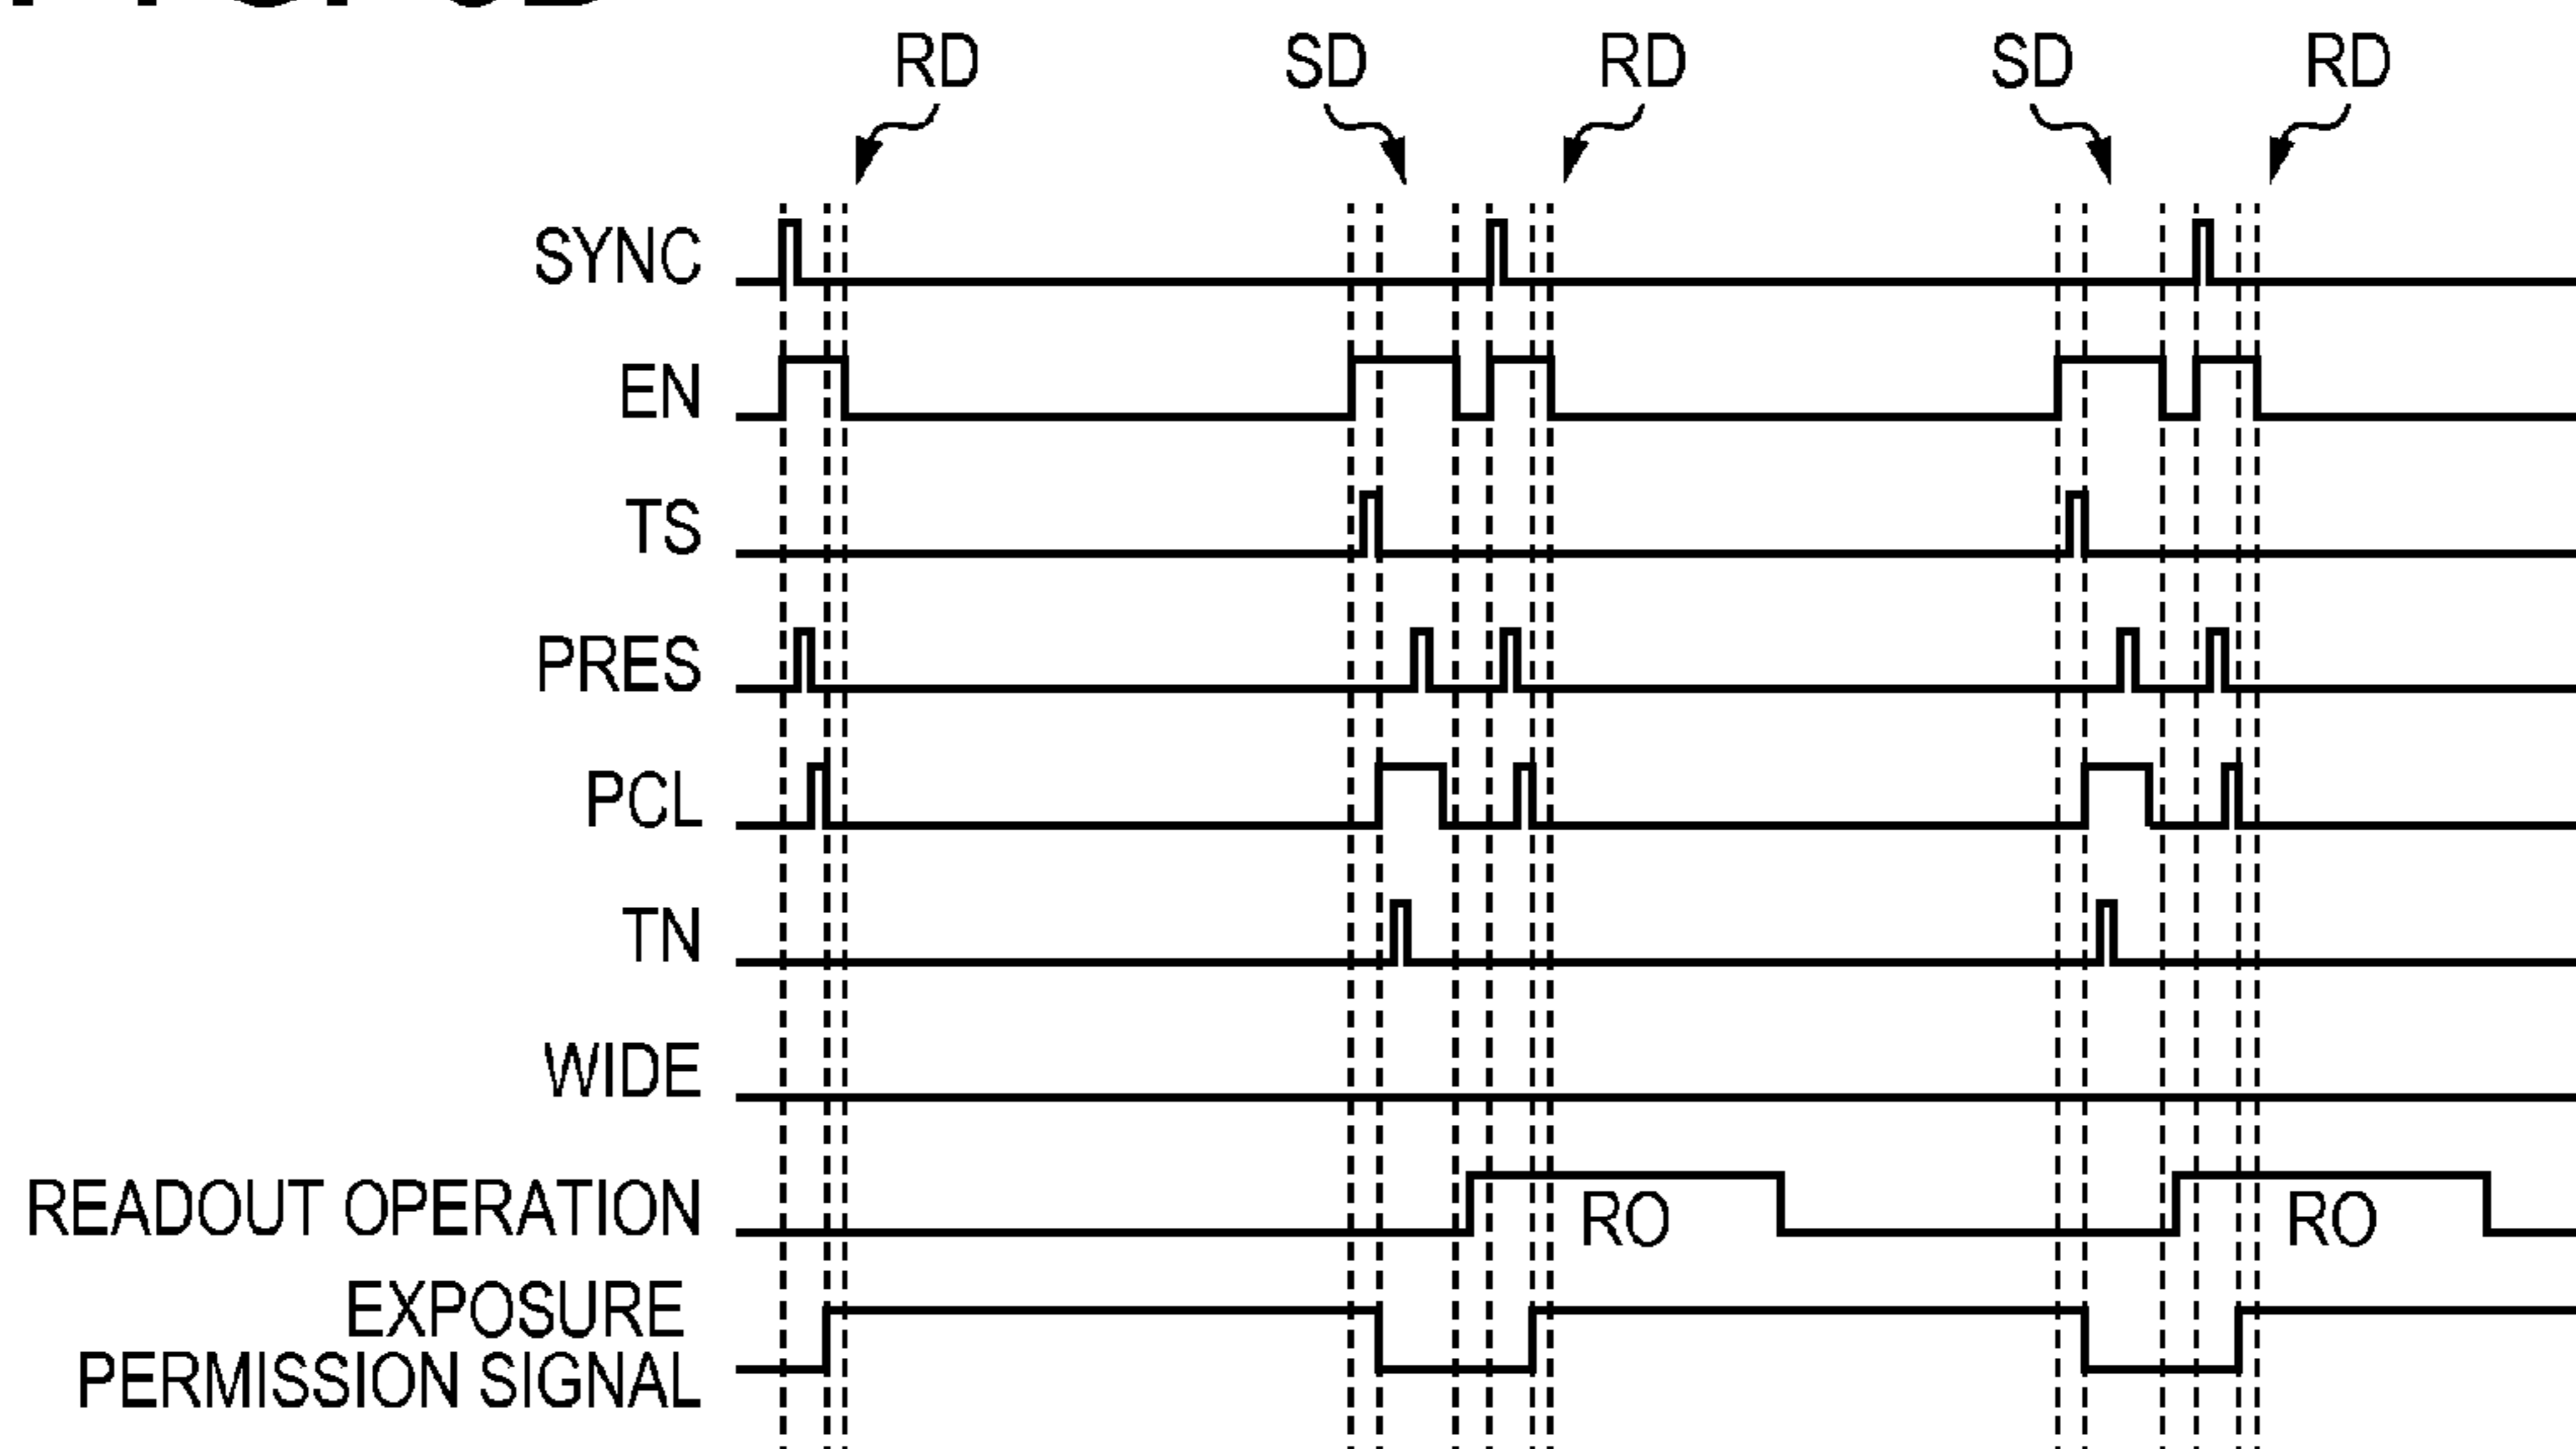 RD SD RD SD RD
SYNC
EN
TS
PRES
PCL
TN
WIDE
READOUT OPERATION RO RO
EXPOSURE
PERMISSION SIGNAL